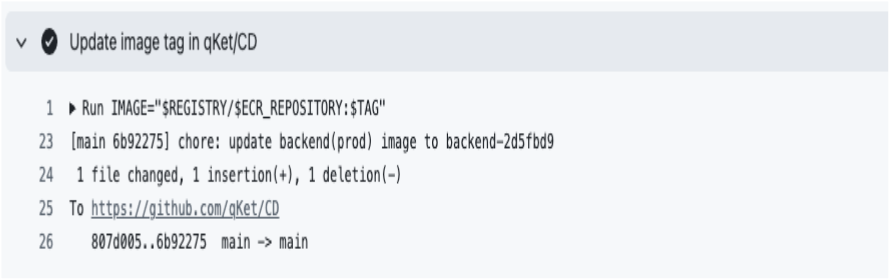 Update image tag in qKet/CD
1 Run IMAGE="$REGISTRY/$ECR_REPOSITORY:$TAG"
23 [main 6b92275] chore: update backend(prod) image to backend-2d5fbd9
24 1 file changed, 1 insertion(+), 1 deletion(-)
25 To https://github.com/qKet/CD
26 807d005..6b92275 main -> main